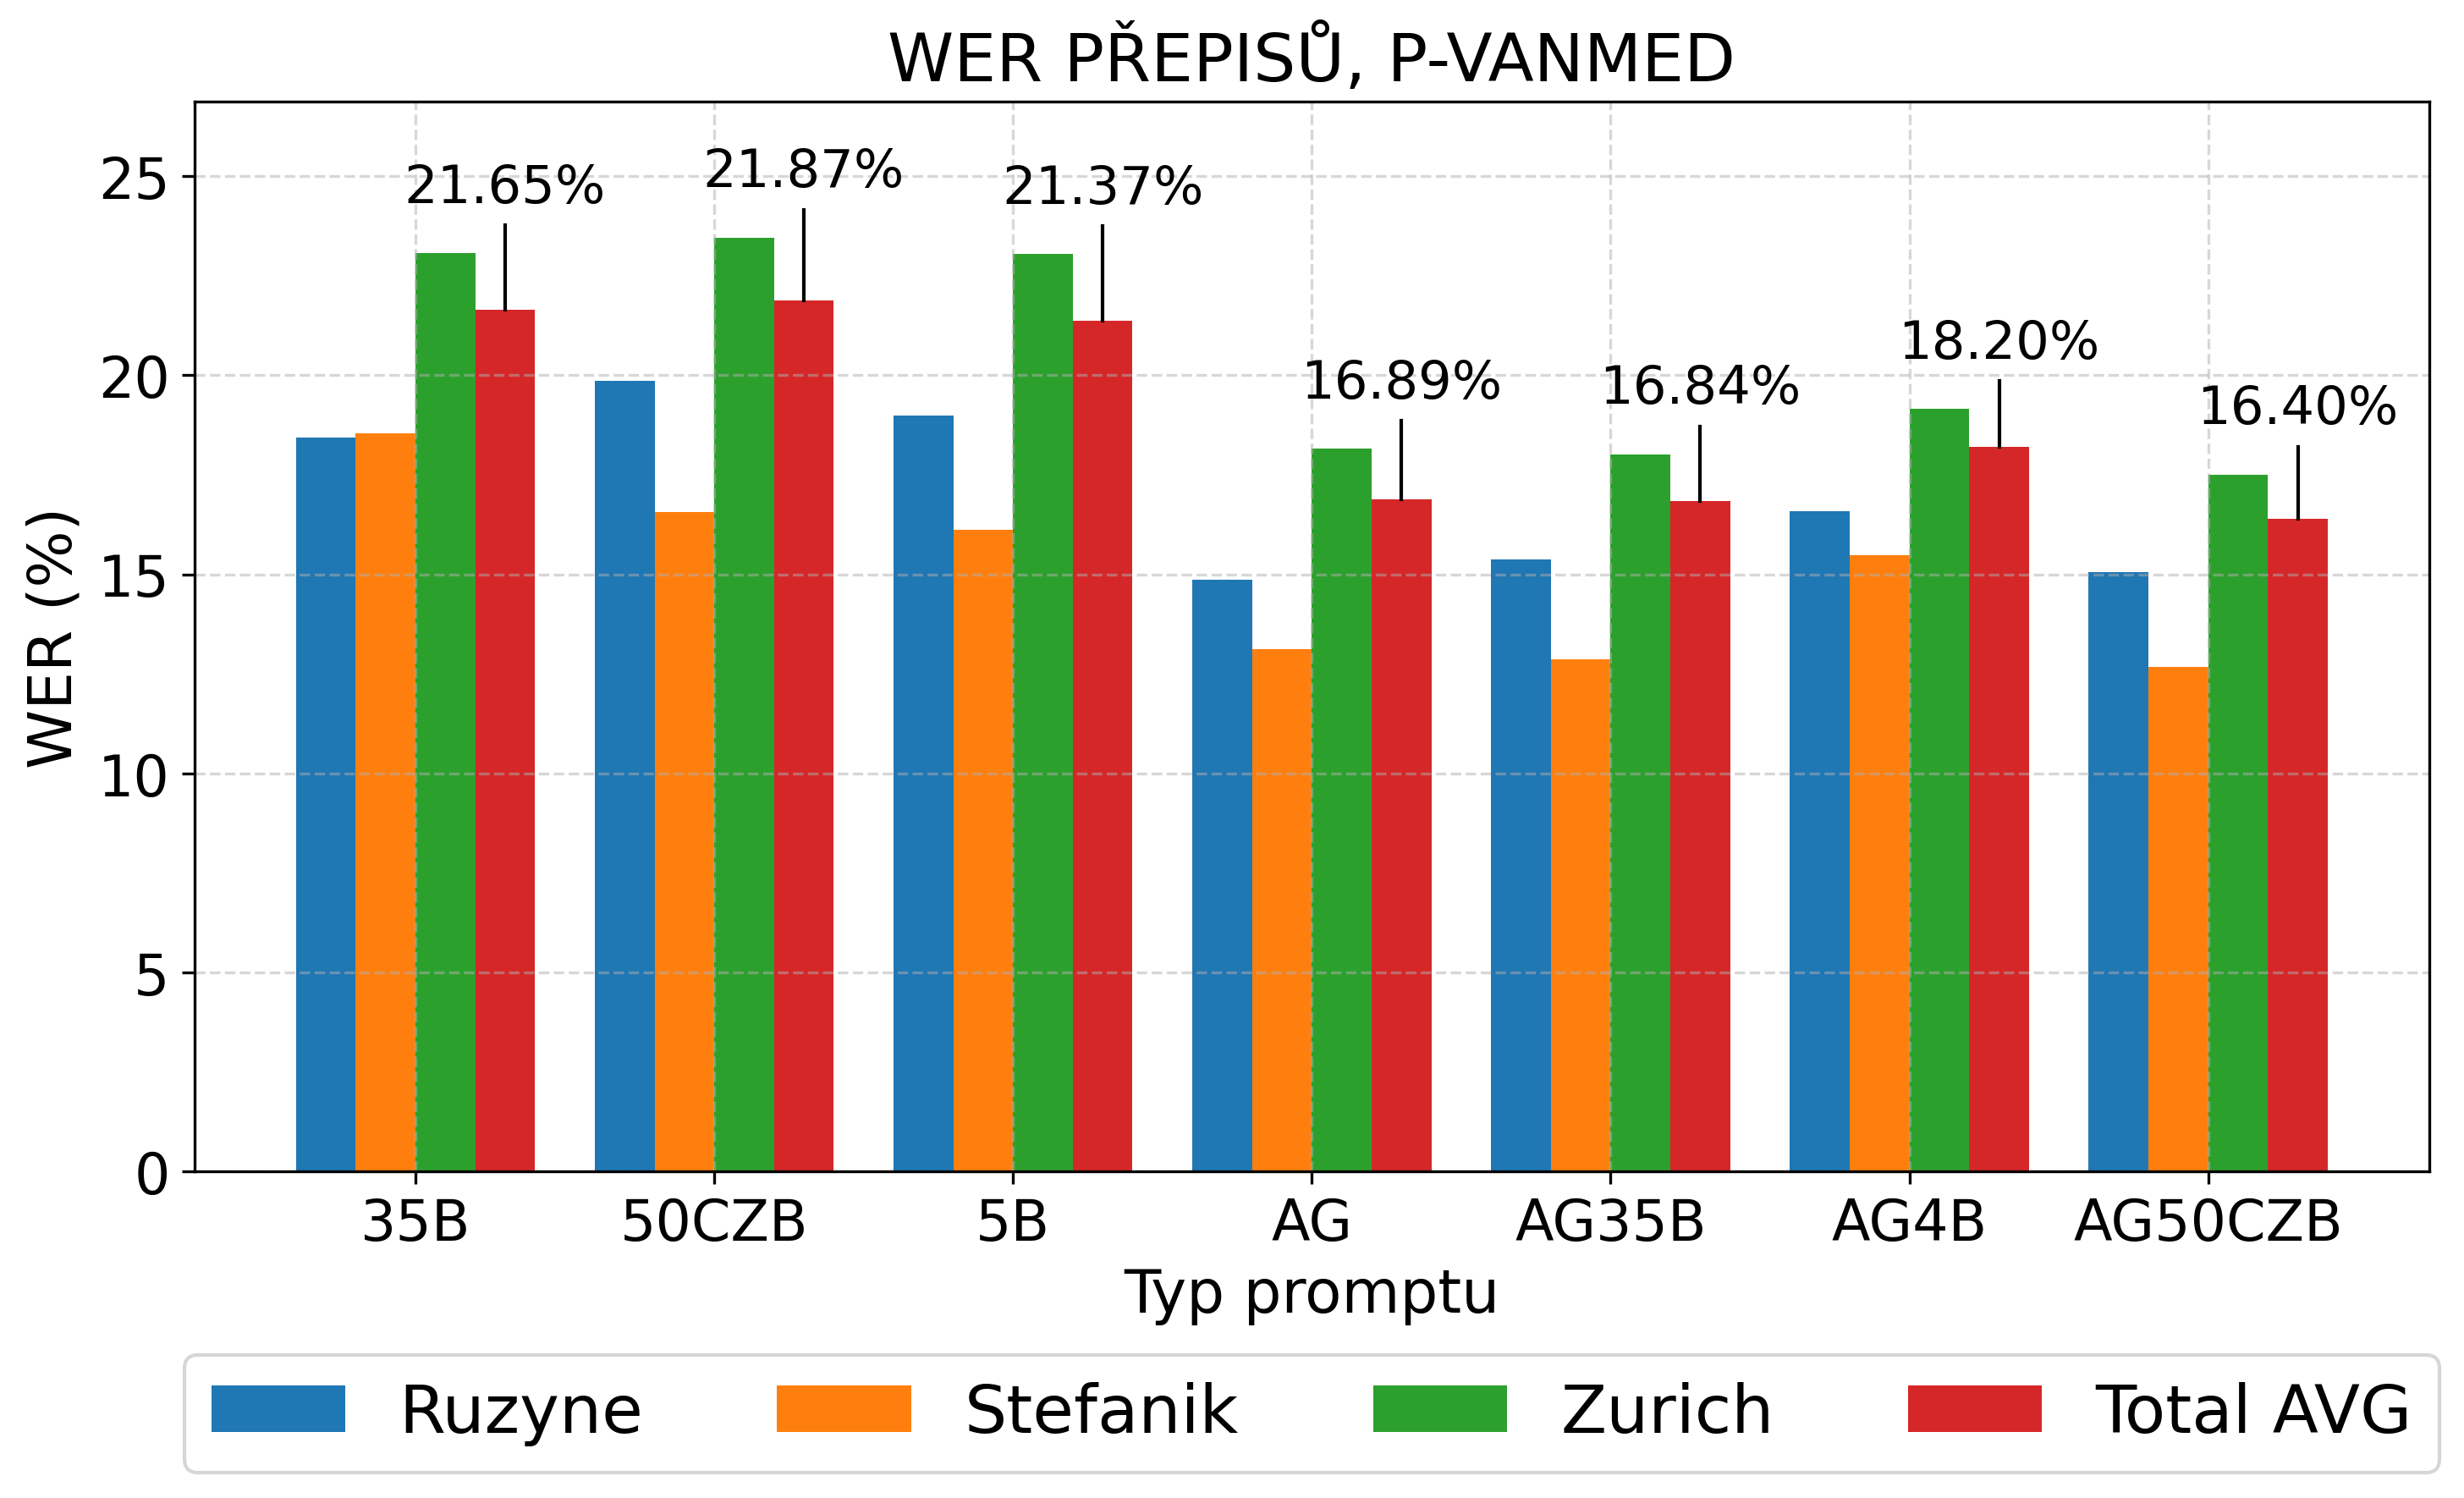 WER PŘEPISŮ, P-VANMED
21.65%
21.87%
21.37%
16.89%
16.84%
18.20%
16.40%
WER (%)
25
20
15
10
5
0
35B
50CZB
5B
AG
AG35B
AG4B
AG50CZB
Typ promptu
Ruzyne
Stefanik
Zurich
Total AVG